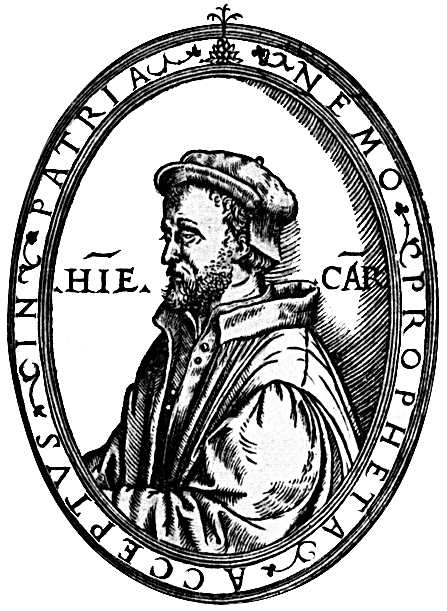 NEMO PROPHETA ACCEPTVS IN PATRIA
.HIE. CAR